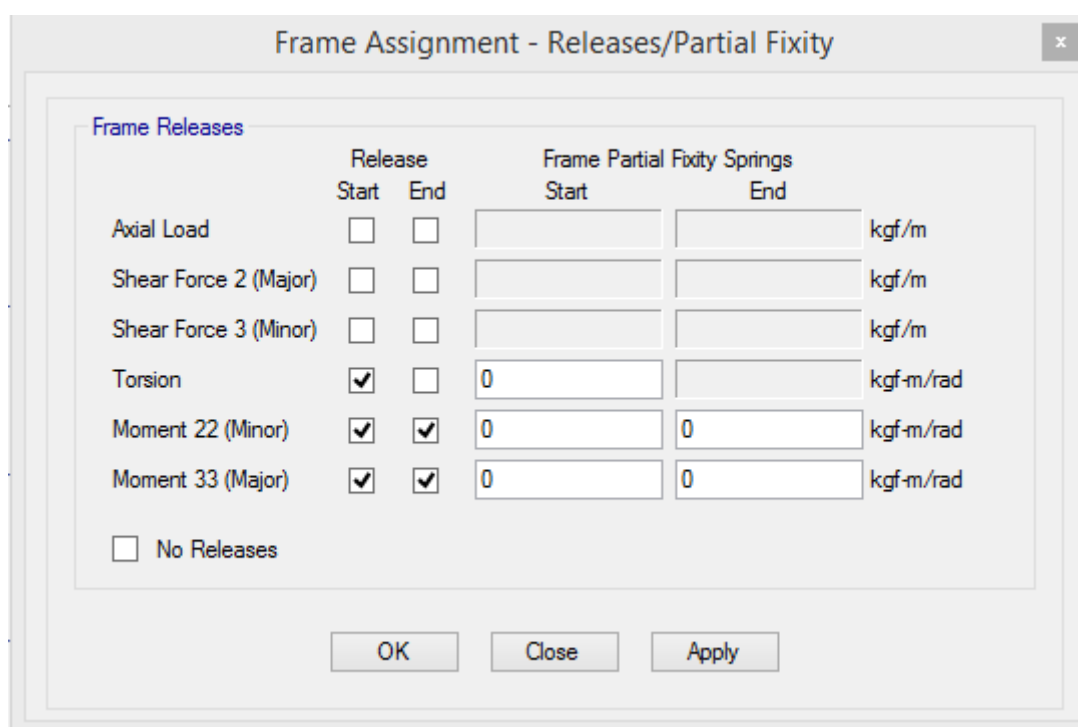 Frame Assignment - Releases/Partial Fixity
x
Frame Releases
Release Frame Partial Fixity Springs
Start End Start End
Axial Load kgf/m
Shear Force 2 (Major) kgf/m
Shear Force 3 (Minor) kgf/m
Torsion 0 kgf-m/rad
Moment 22 (Minor) 0 0 kgf-m/rad
Moment 33 (Major) 0 0 kgf-m/rad
No Releases
OK Close Apply